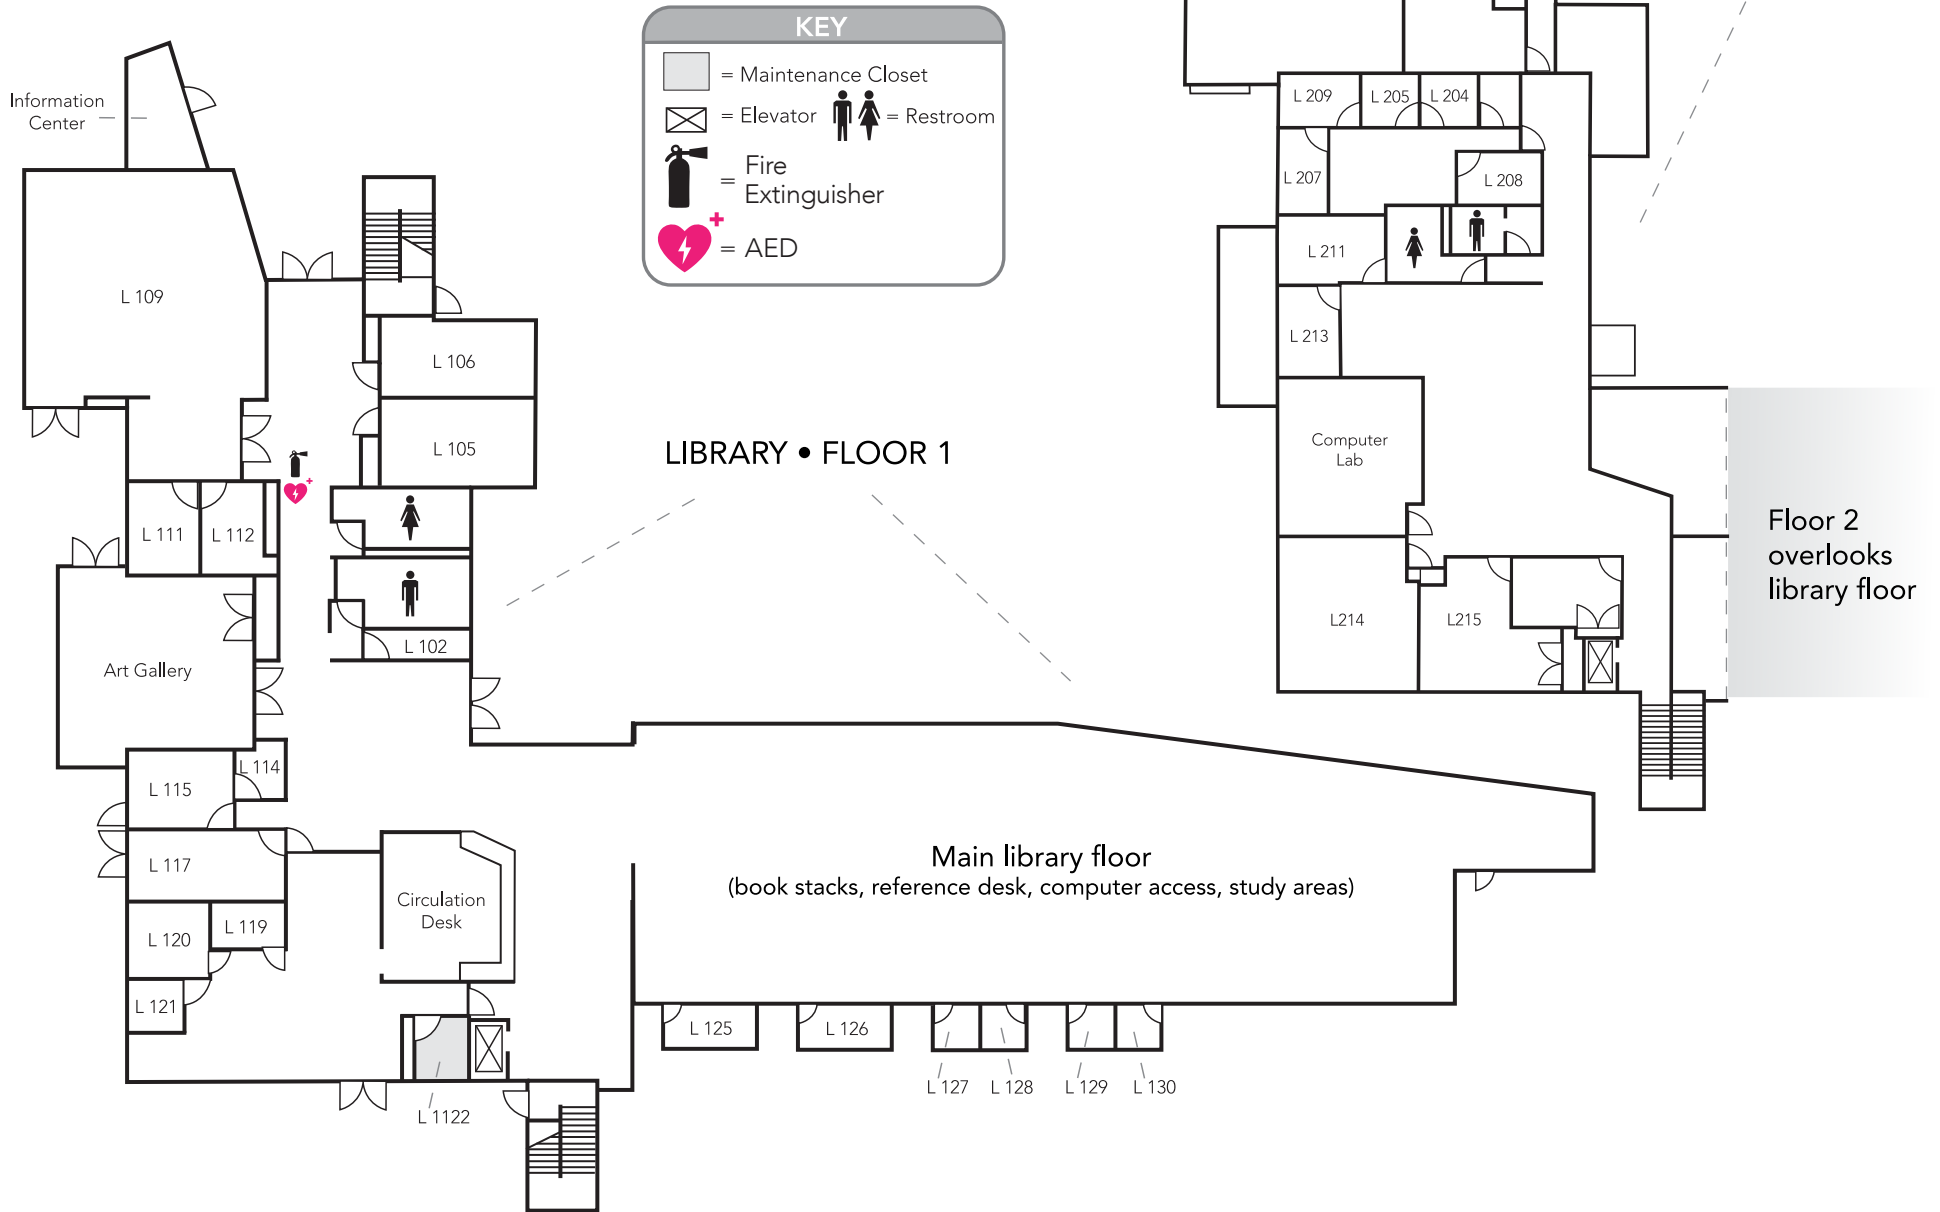 KEY
= Maintenance Closet
= Elevator
= Restroom
= Fire
Extinguisher
= AED
Information
Center
L 109
L 106
L 105
L 111
L 112
L 102
Art Gallery
L 114
L 115
L 117
L 119
L 120
L 121
Circulation
Desk
L 1122
LIBRARY • FLOOR 1
Main library floor
(book stacks, reference desk, computer access, study areas)
L 125
L 126
L 127
L 128
L 129
L 130
L 209
L 205
L 204
L 207
L 208
L 211
L 213
Computer
Lab
L214
L215
Floor 2
overlooks
library floor